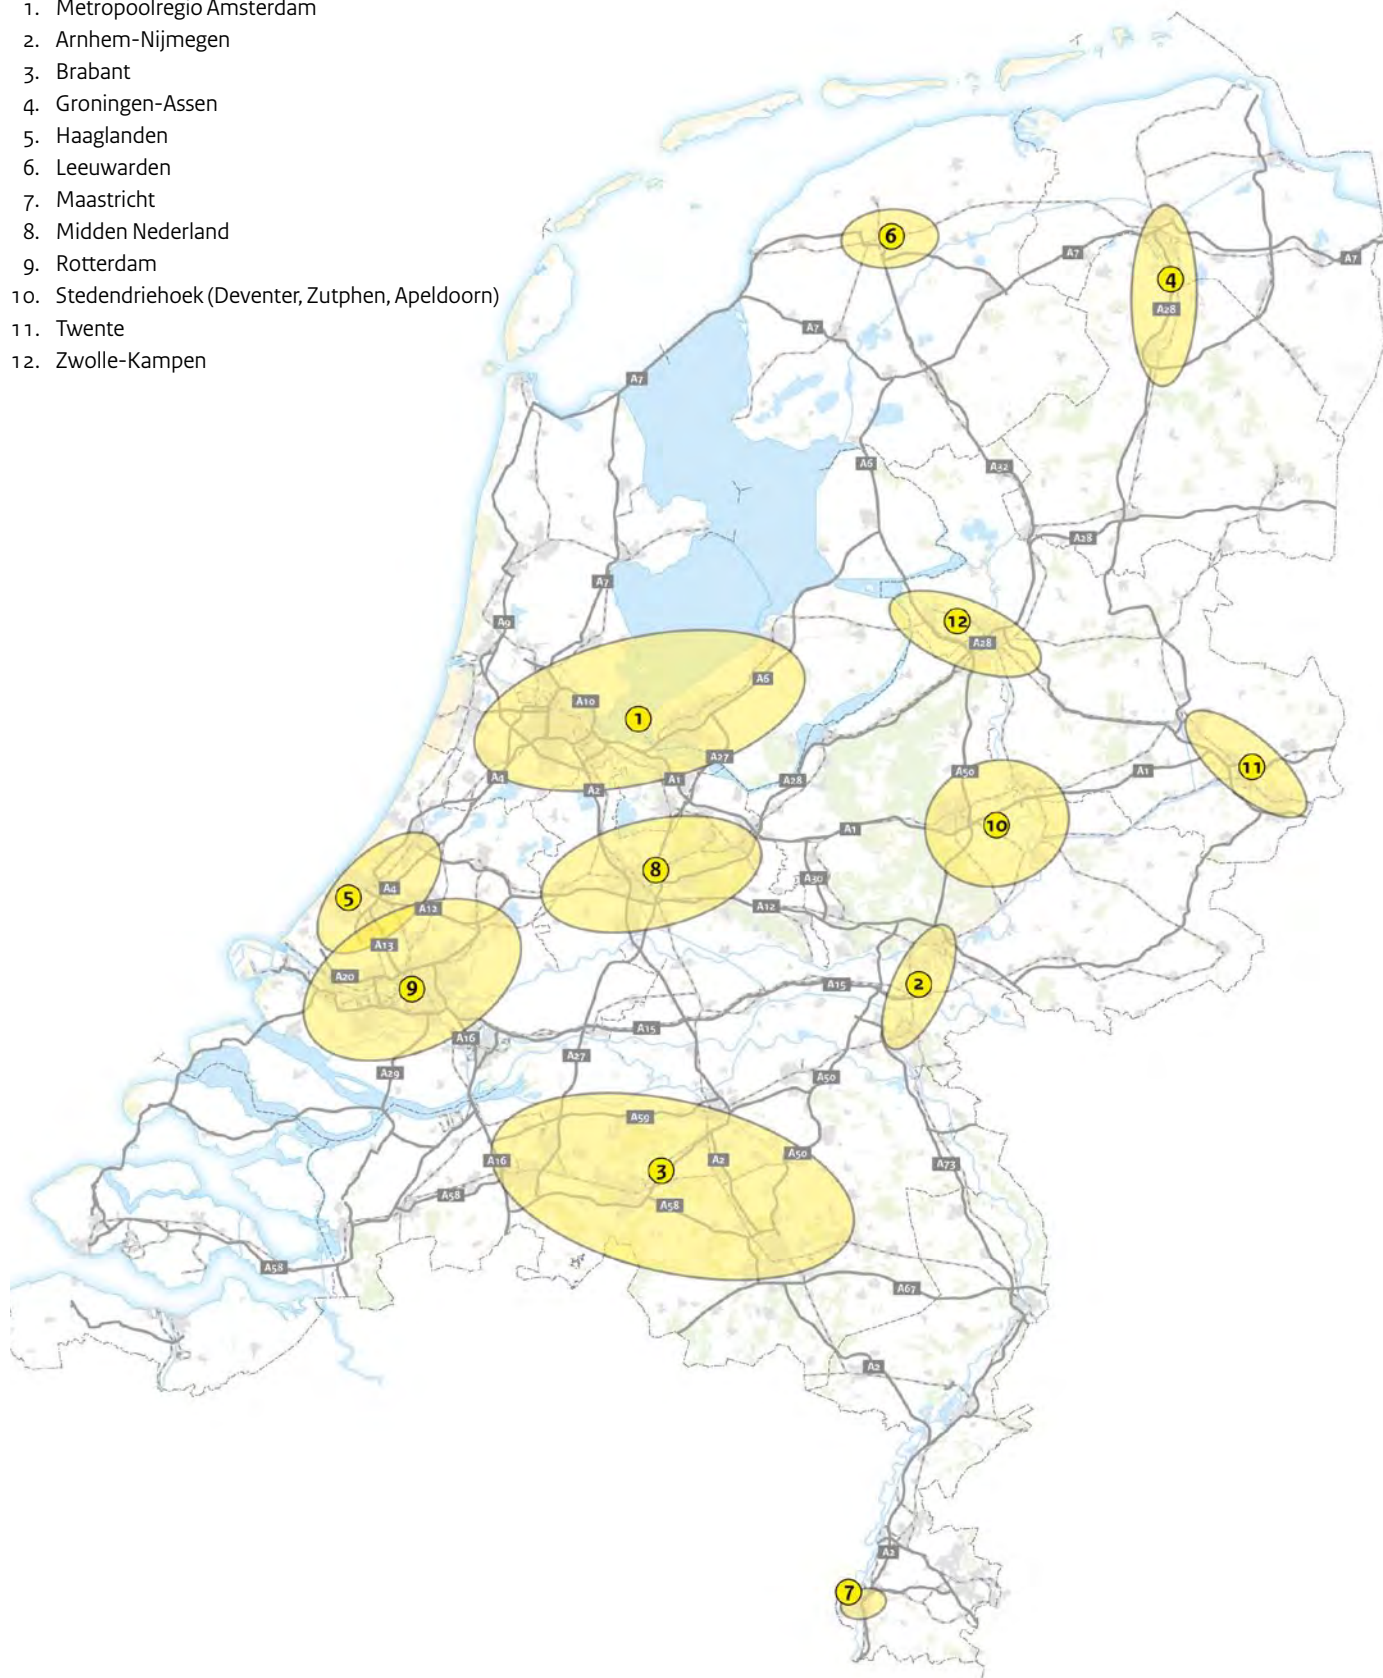 1. Metropoolregio Amsterdam
2. Arnhem-Nijmegen
3. Brabant
4. Groningen-Assen
5. Haaglanden
6. Leeuwarden
7. Maastricht
8. Midden Nederland
9. Rotterdam
10. Stedendriehoek (Deventer, Zutphen, Apeldoorn)
11. Twente
12. Zwolle-Kampen
6
A7
A7
4
A28
A7
A7
A6
A32
A28
A7
A9
12
A28
A6
A10
1
11
A27
A50
A1
A4
A1
A28
A2
10
A1
8
A30
A4
5
A12
A12
A13
A20
9
2
A15
A15
A16
A27
A29
A50
A59
A16
A2
A50
3
A73
A58
A58
A58
A67
A2
A2
7